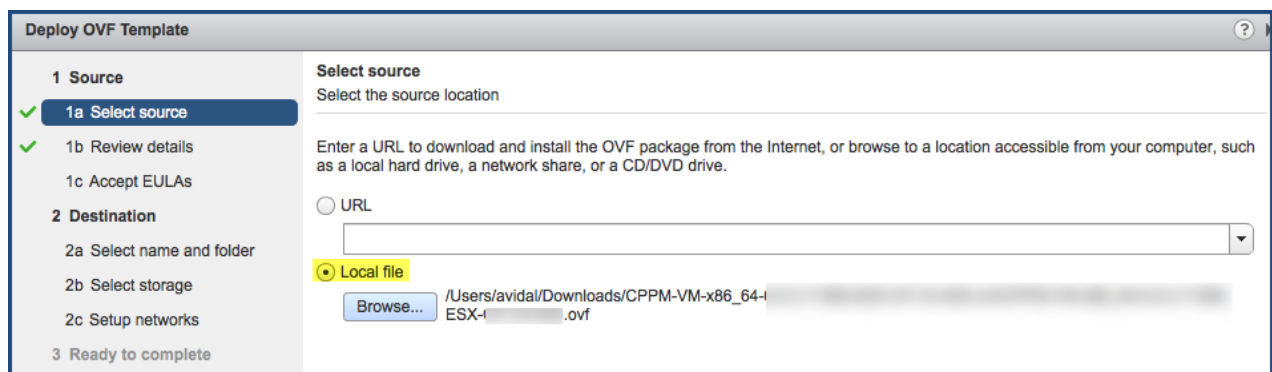 Deploy OVF Template
?
1 Source
1a Select source
1b Review details
1c Accept EULAs
2 Destination
2a Select name and folder
2b Select storage
2c Setup networks
3 Ready to complete
Select source
Select the source location
Enter a URL to download and install the OVF package from the Internet, or browse to a location accessible from your computer, such
as a local hard drive, a network share, or a CD/DVD drive.
URL
Local file
Browse...
/Users/avidal/Downloads/CPPM-VM-x86_64-
ESX- .ovf